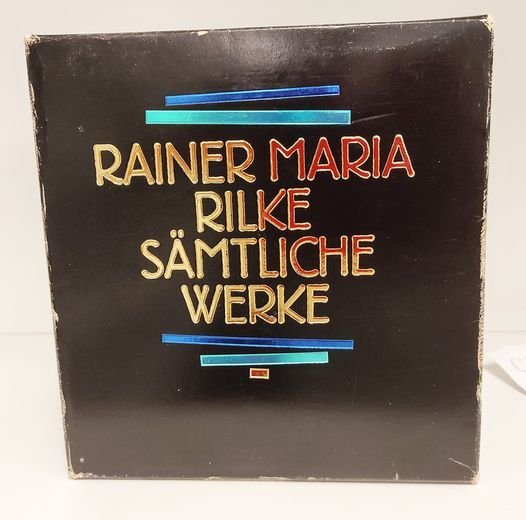 RAINER MARIA
RILKE
SÄMTLICHE
WERKE